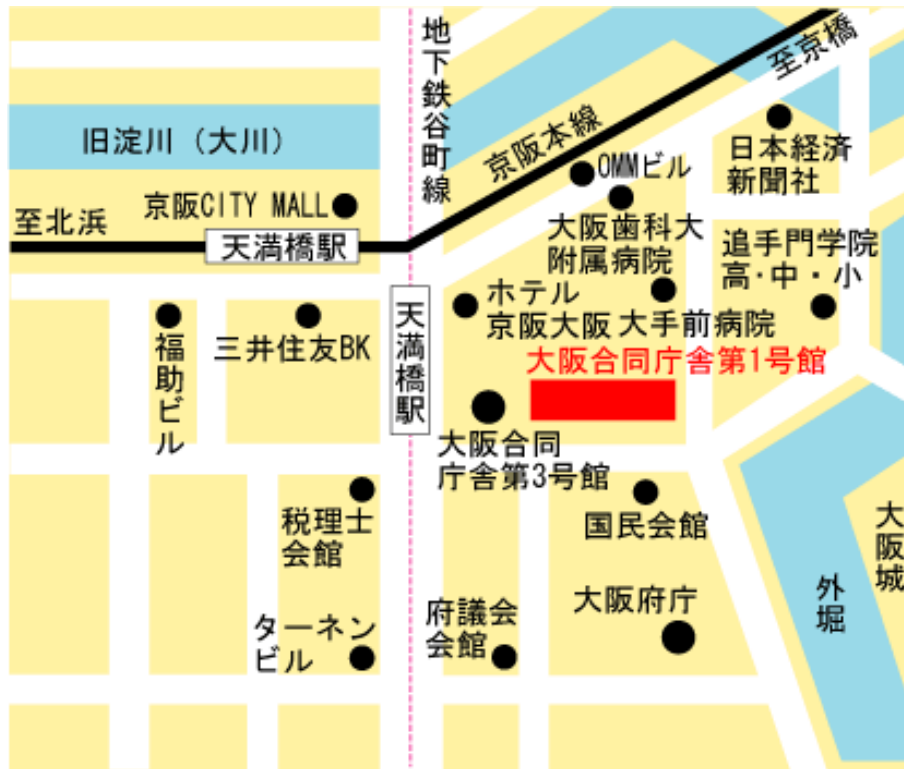 地下鉄谷町線
至京橋
旧淀川（大川）
京阪本線
OMMビル
日本経済
新聞社
京阪CITY MALL
至北浜
天満橋駅
大阪歯科大
附属病院
追手門学院
高・中・小
ホテル
京阪大阪
大手前病院
天満橋駅
福助ビル
三井住友BK
大阪合同庁舎第1号館
大阪合同
庁舎第3号館
税理士
会館
国民会館
大阪城
外堀
ターネン
ビル
府議会
会館
大阪府庁